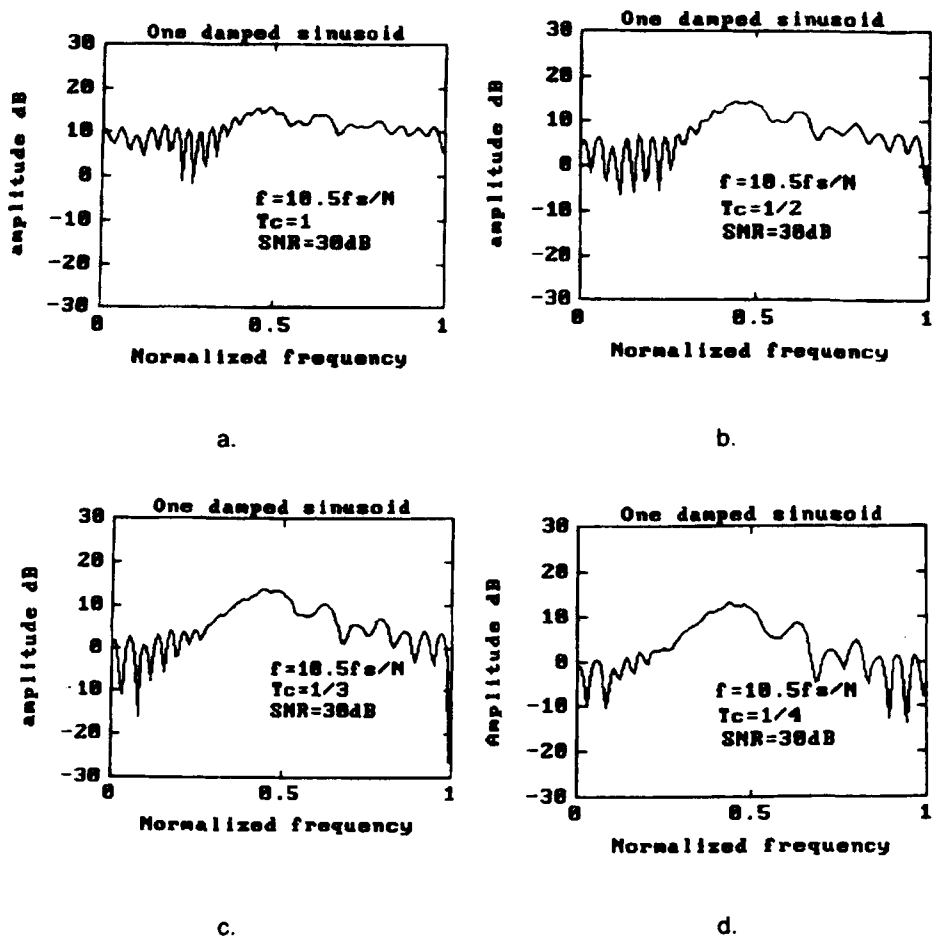 One damped sinusoid
30
20
10
0
-10
-20
-30
amplitude dB
f=10.5fs/N
Tc=1
SNR=30dB
0 0.5 1
Normalized frequency
a.
One damped sinusoid
30
20
10
0
-10
-20
-30
amplitude dB
f=10.5fs/N
Tc=1/2
SNR=30dB
0 0.5 1
Normalized frequency
b.
One damped sinusoid
30
20
10
0
-10
-20
-30
amplitude dB
f=10.5fs/N
Tc=1/3
SNR=30dB
0 0.5 1
Normalized frequency
c.
One damped sinusoid
30
20
10
0
-10
-20
-30
Amplitude dB
f=10.5fs/N
Tc=1/4
SNR=30dB
0 0.5 1
Normalized frequency
d.